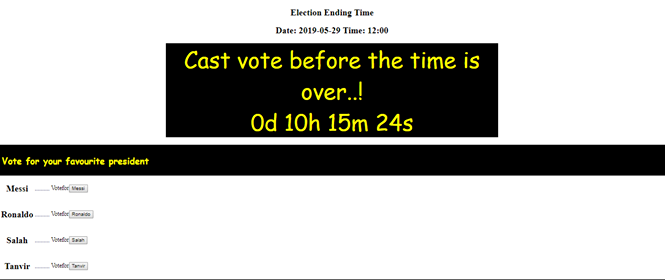 Election Ending Time
Date: 2019-05-29 Time: 12:00
Cast vote before the time is
over..!
0d 10h 15m 24s
Vote for your favourite president
Messi ......... Votefor Messi
Ronaldo ......... Votefor Ronaldo
Salah ......... Votefor Salah
Tanvir ......... Votefor Tanvir